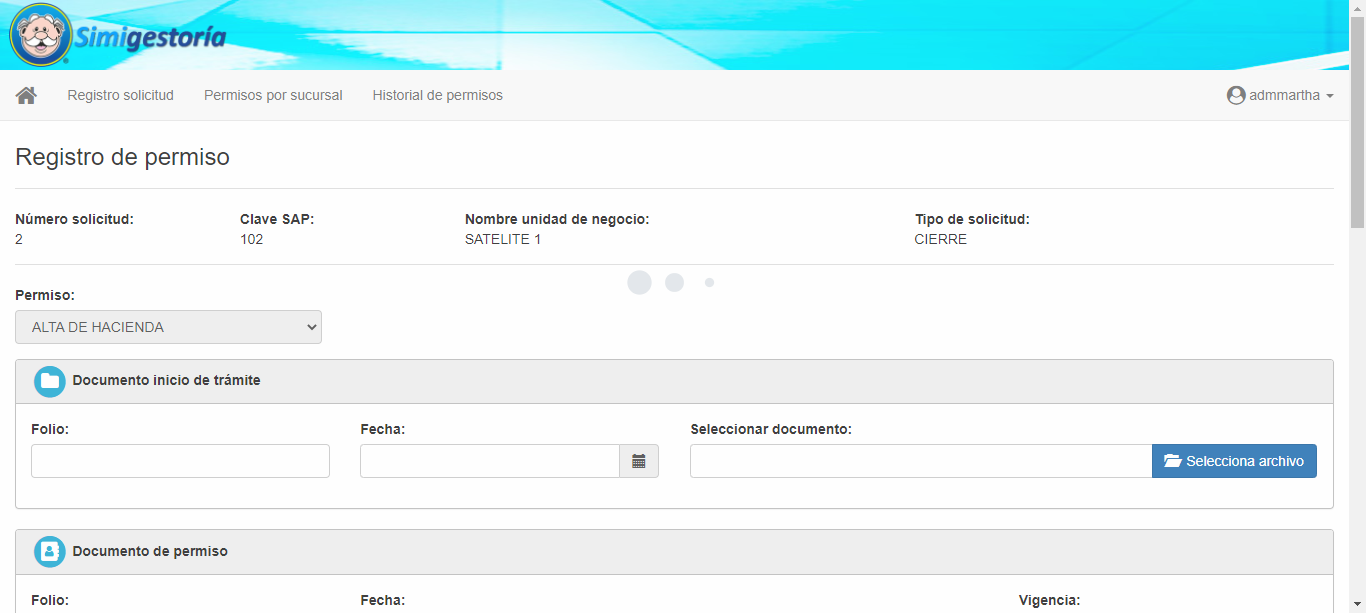 Simigestoría
Registro solicitud Permisos por sucursal Historial de permisos admmartha
Registro de permiso
Número solicitud: Clave SAP: Nombre unidad de negocio: Tipo de solicitud:
2 102 SATELITE 1 CIERRE
Permiso:
ALTA DE HACIENDA
Documento inicio de trámite
Folio: Fecha: Seleccionar documento:
Selecciona archivo
Documento de permiso
Folio: Fecha: Vigencia: